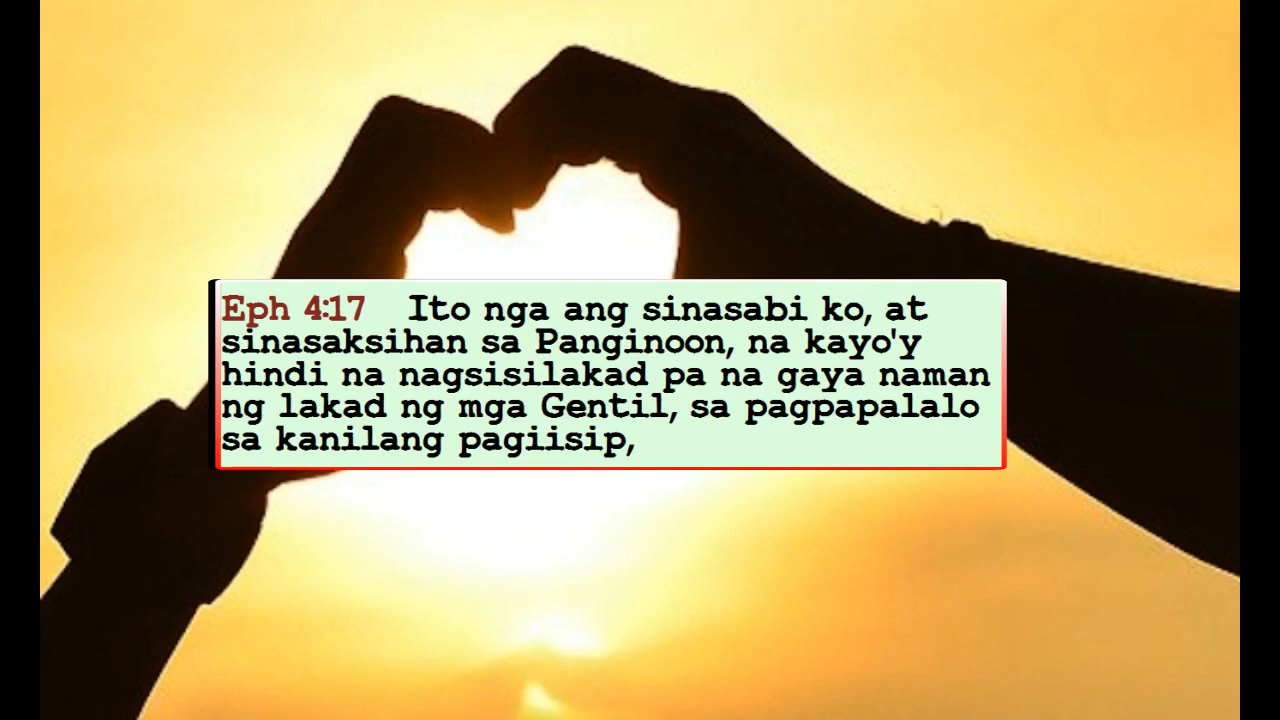 Eph 4:17 Ito nga ang sinasabi ko, at
sinasaksihan sa Panginoon, na kayo'y
hindi na nagsisilakad pa na gaya naman
ng lakad ng mga Gentil, sa pagpapalalo
sa kanilang pagiisip,